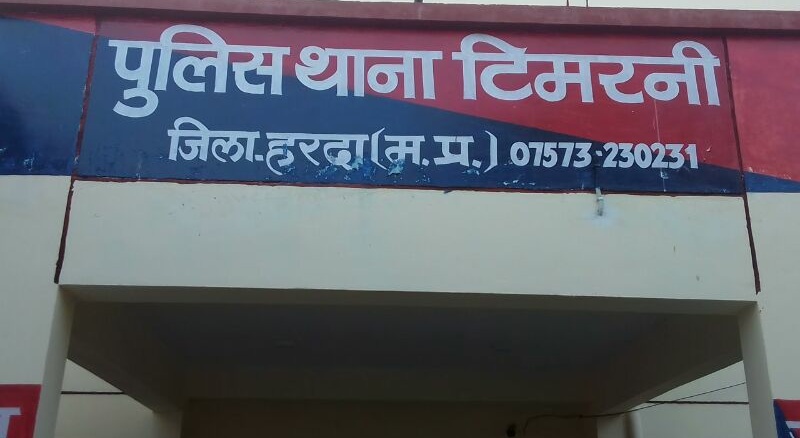 पुलिस थाना टिमरनी
जिला-हरदा (म.प्र.) 07573-230231